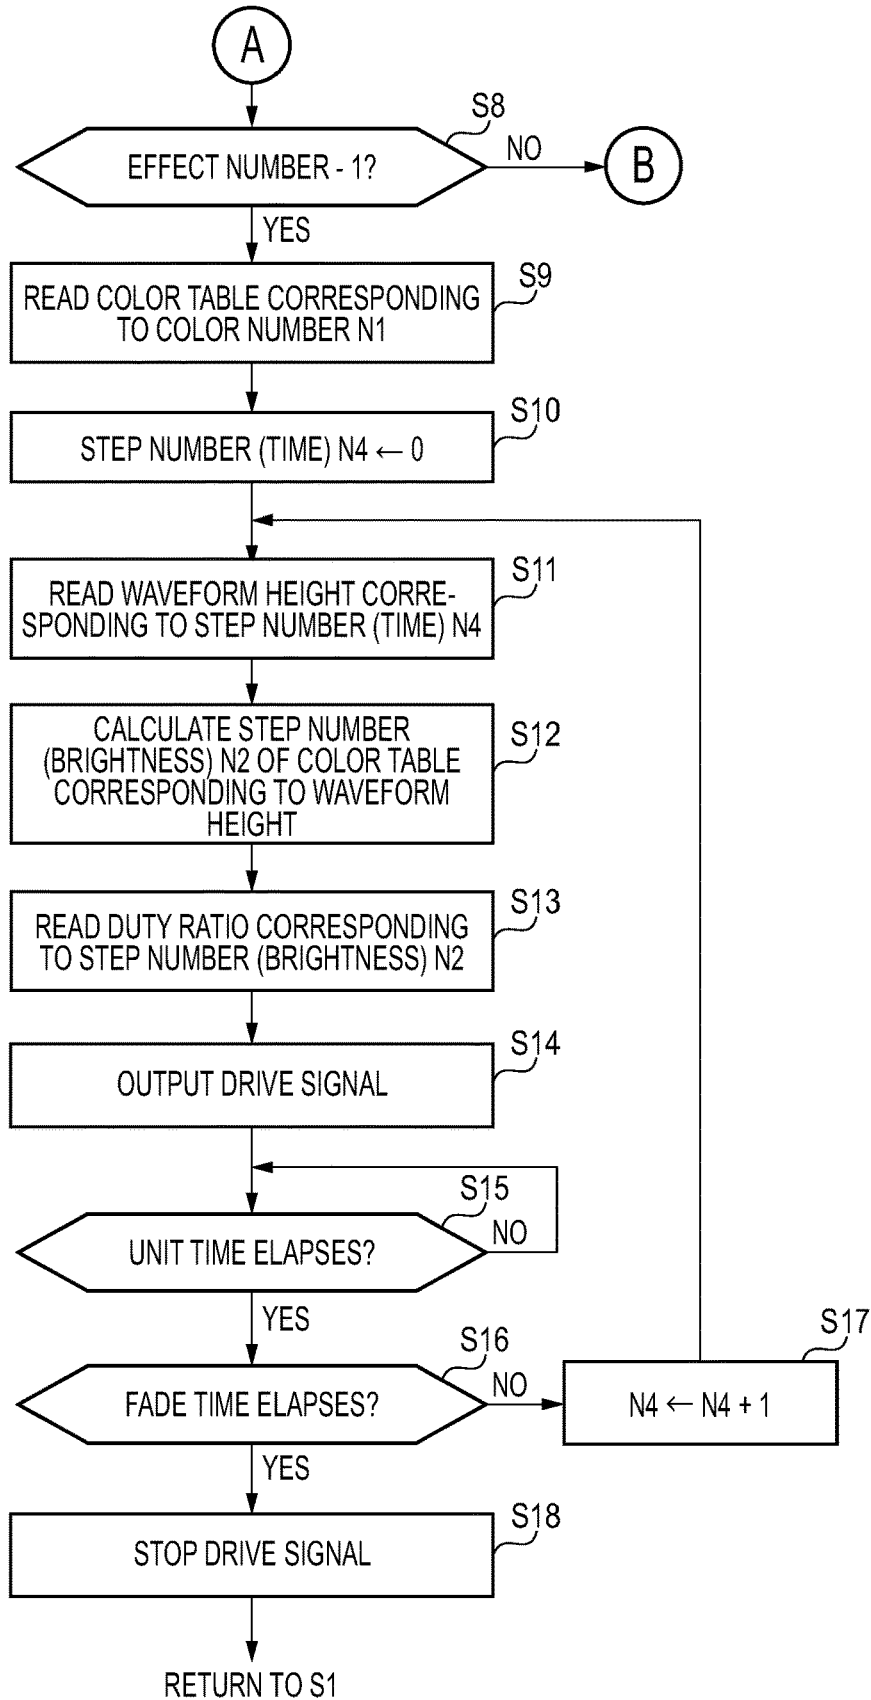 A
S8
EFFECT NUMBER - 1?
NO
B
YES
S9
READ COLOR TABLE CORRESPONDING
TO COLOR NUMBER N1
S10
STEP NUMBER (TIME) N4 ← 0
S11
READ WAVEFORM HEIGHT CORRE-
SPONDING TO STEP NUMBER (TIME) N4
S12
CALCULATE STEP NUMBER
(BRIGHTNESS) N2 OF COLOR TABLE
CORRESPONDING TO WAVEFORM
HEIGHT
S13
READ DUTY RATIO CORRESPONDING
TO STEP NUMBER (BRIGHTNESS) N2
S14
OUTPUT DRIVE SIGNAL
S15
UNIT TIME ELAPSES?
NO
YES
S16
FADE TIME ELAPSES?
NO
S17
N4 ← N4 + 1
YES
S18
STOP DRIVE SIGNAL
RETURN TO S1